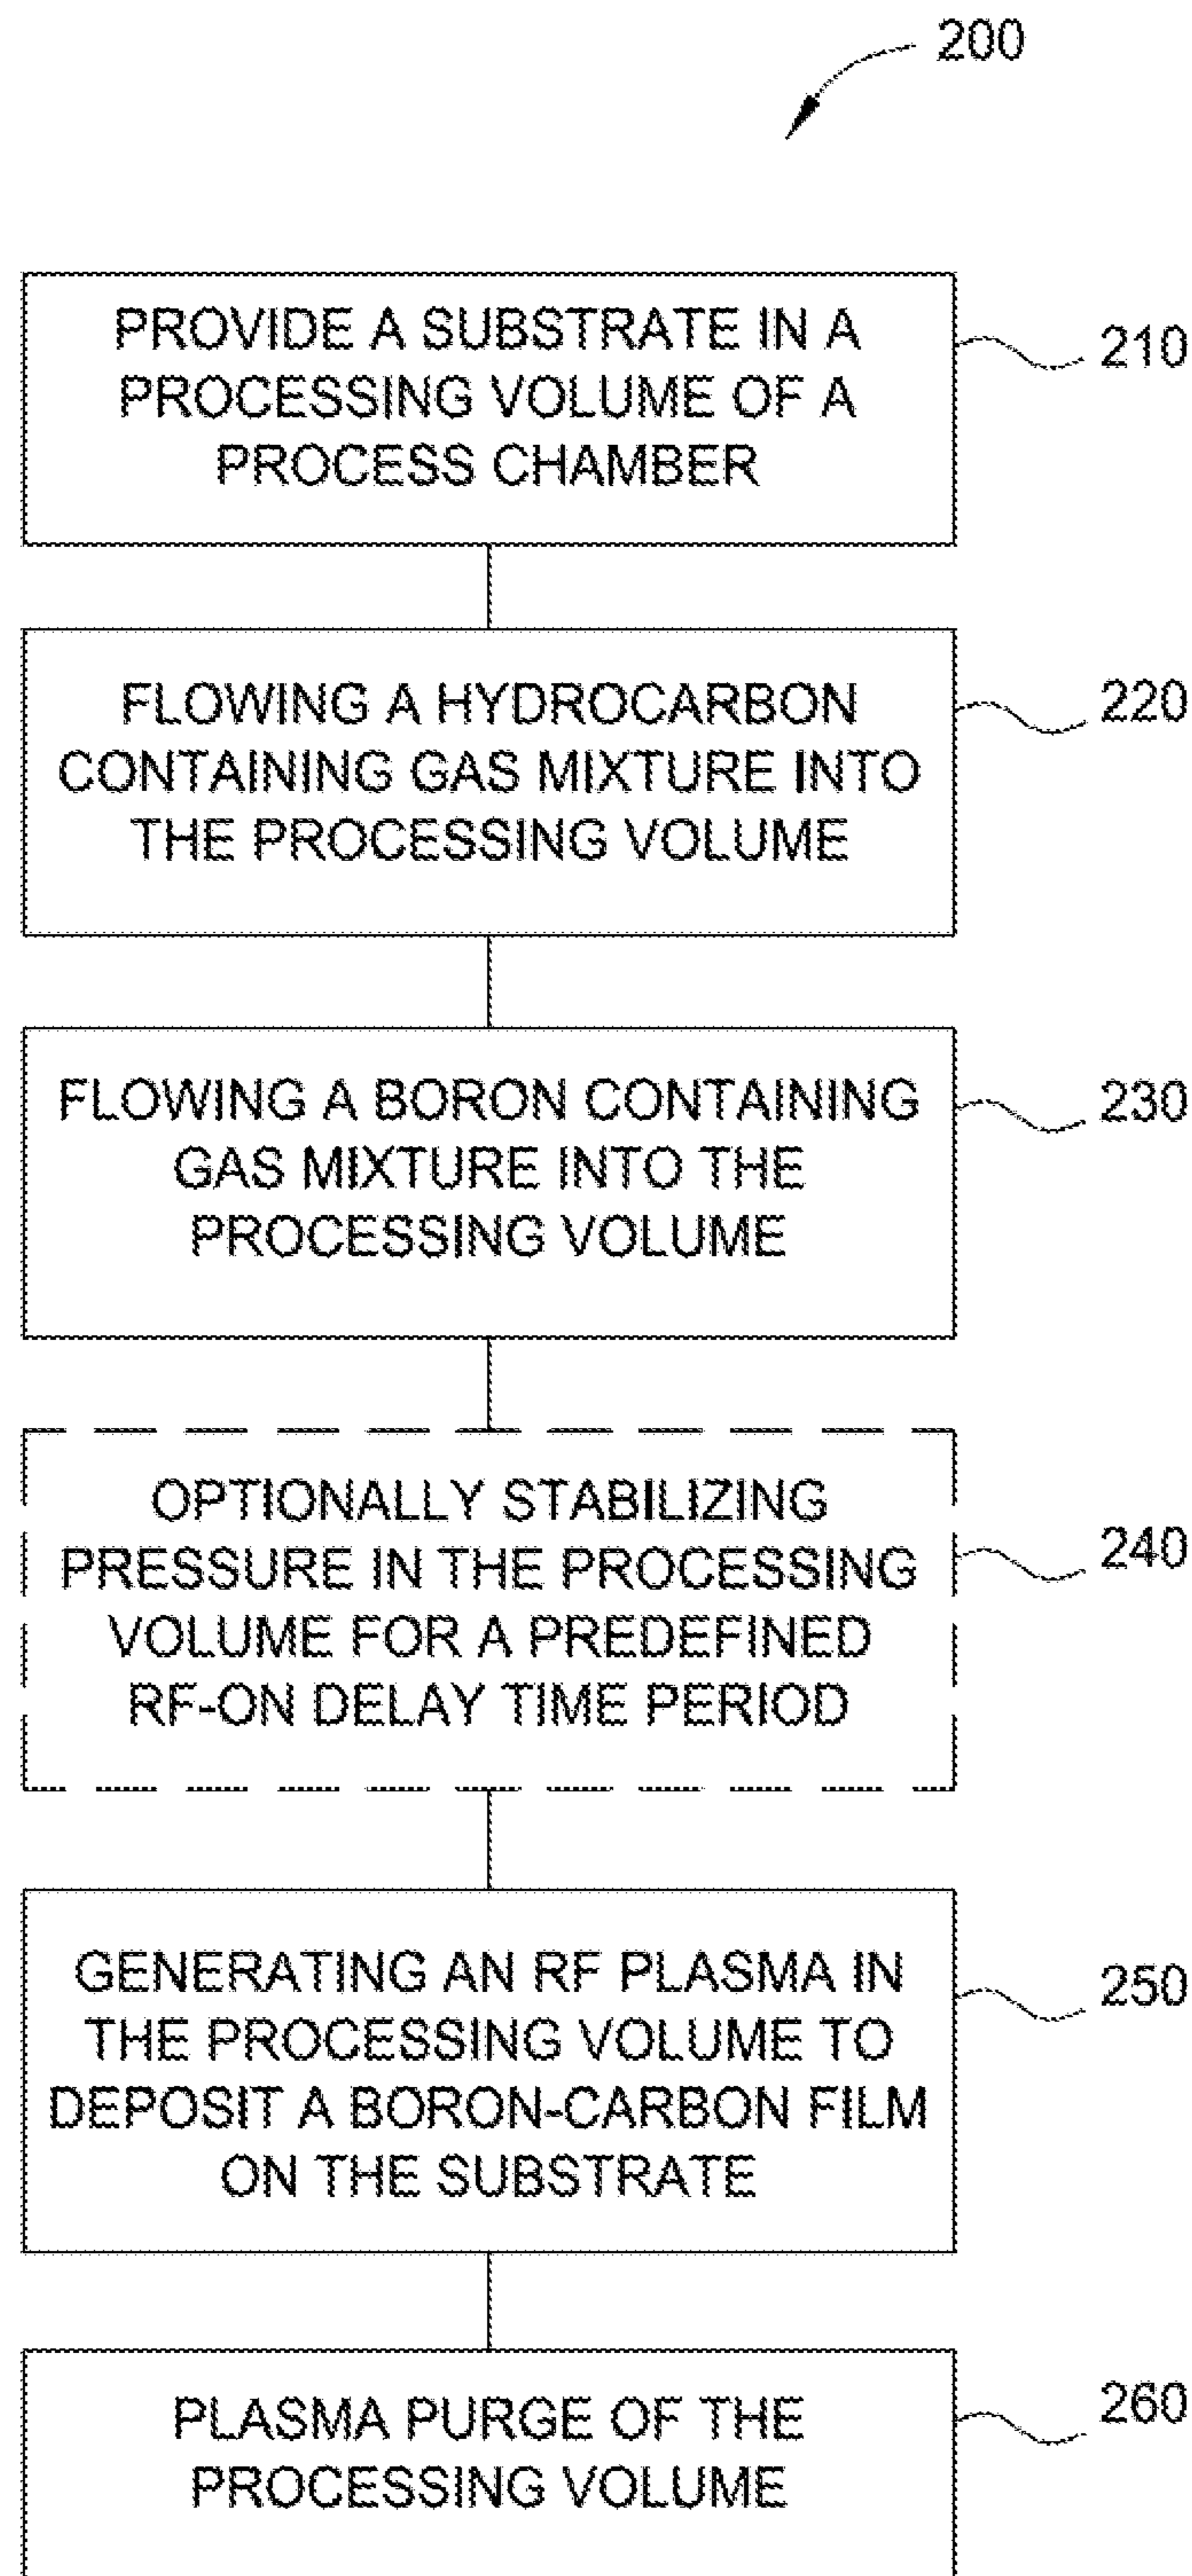 200
PROVIDE A SUBSTRATE IN A
PROCESSING VOLUME OF A
PROCESS CHAMBER
210
FLOWING A HYDROCARBON
CONTAINING GAS MIXTURE INTO
THE PROCESSING VOLUME
220
FLOWING A BORON CONTAINING
GAS MIXTURE INTO THE
PROCESSING VOLUME
230
OPTIONALLY STABILIZING
PRESSURE IN THE PROCESSING
VOLUME FOR A PREDEFINED
RF-ON DELAY TIME PERIOD
240
GENERATING AN RF PLASMA IN
THE PROCESSING VOLUME TO
DEPOSIT A BORON-CARBON FILM
ON THE SUBSTRATE
250
PLASMA PURGE OF THE
PROCESSING VOLUME
260